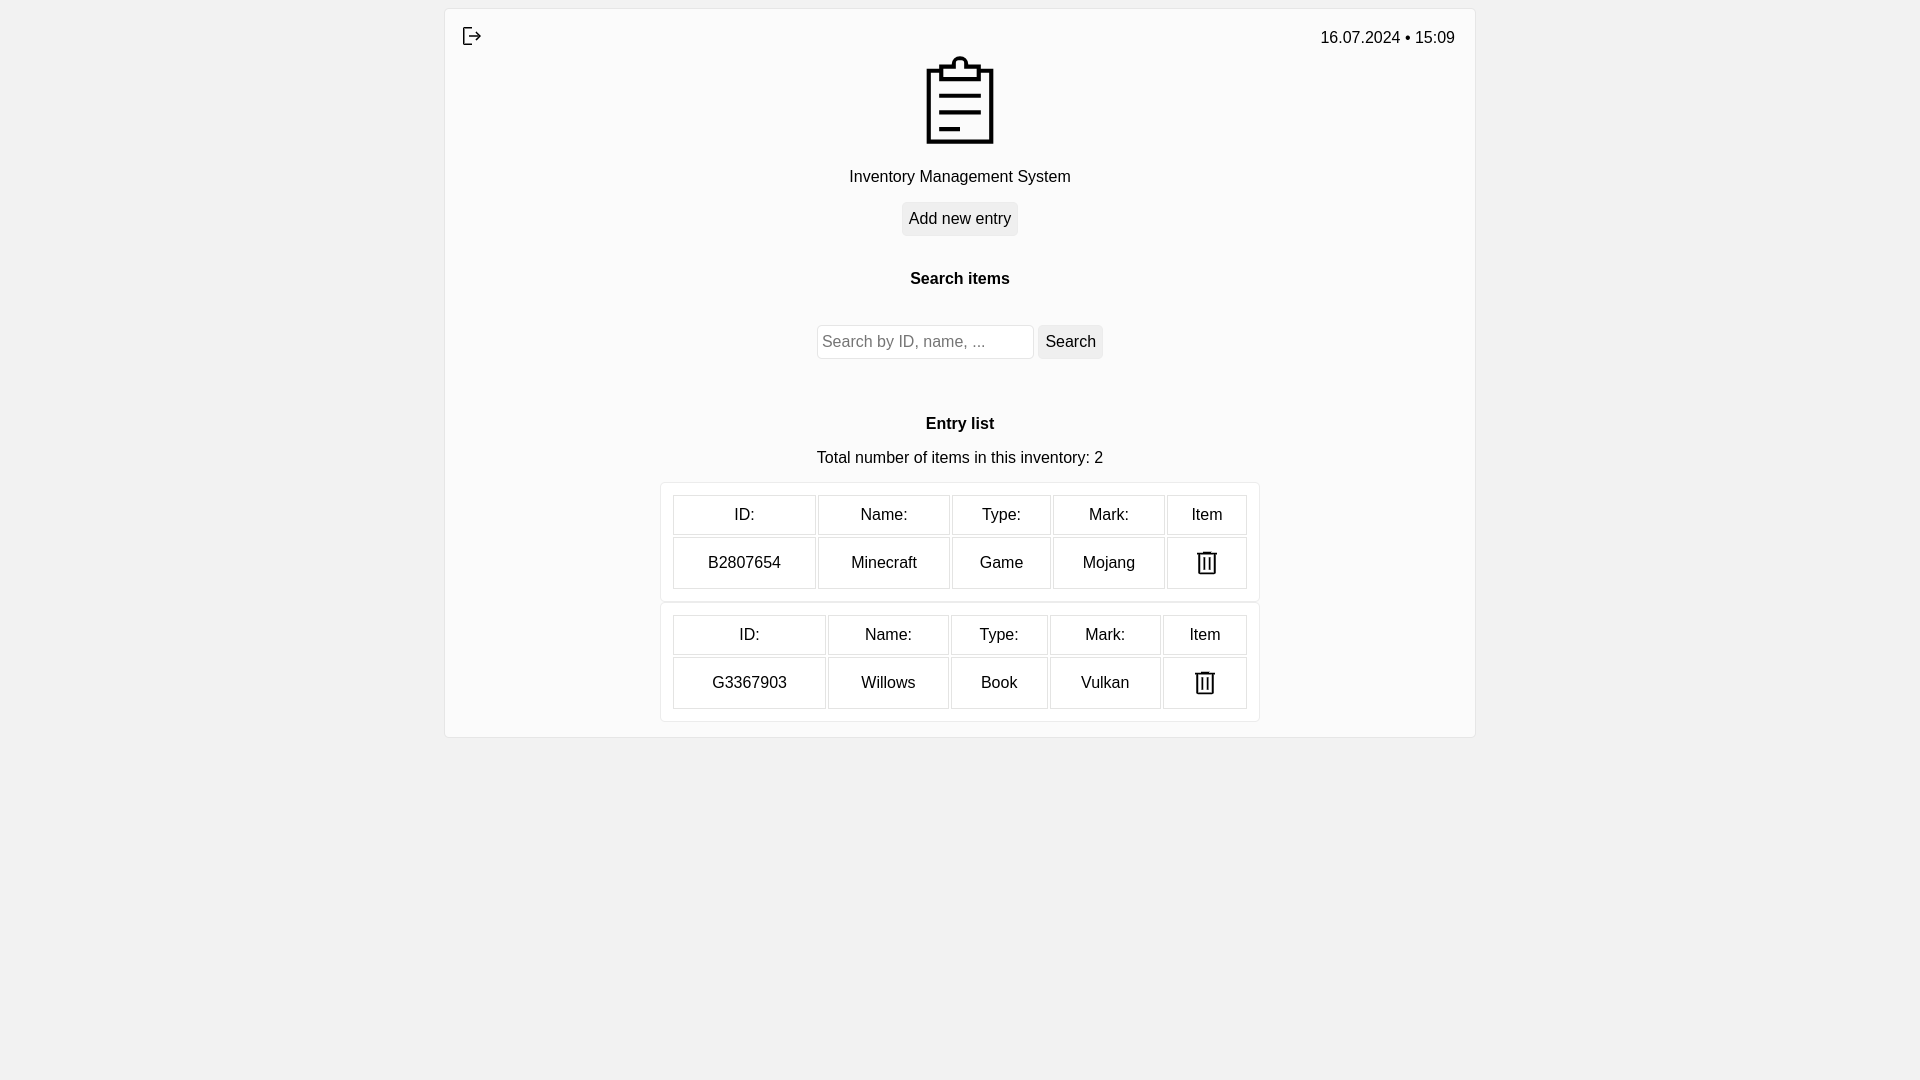 16.07.2024 • 15:09
Inventory Management System
Add new entry
Search items
Search by ID, name, ... Search
Entry list
Total number of items in this inventory: 2
ID: Name: Type: Mark: Item
B2807654 Minecraft Game Mojang
ID: Name: Type: Mark: Item
G3367903 Willows Book Vulkan